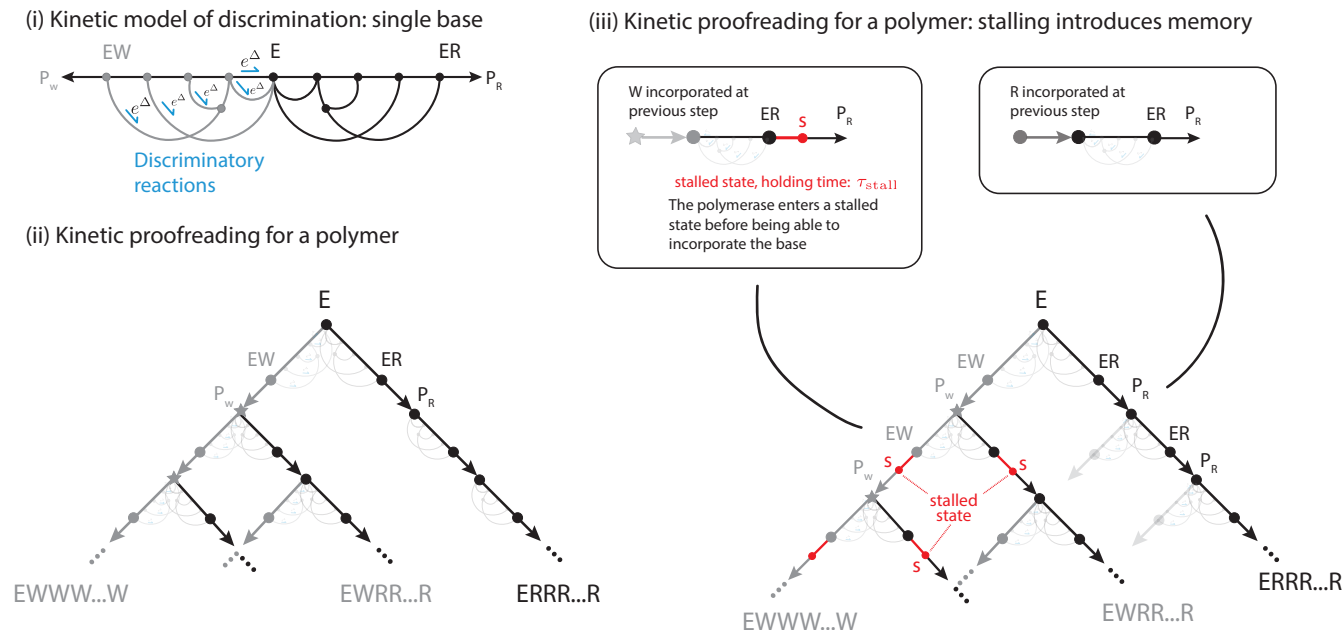 (i) Kinetic model of discrimination: single base
EW
E
ER
P_W
P_R
e^Δ
e^Δ
e^Δ
e^Δ
e^Δ
e^Δ
Discriminatory
reactions
(ii) Kinetic proofreading for a polymer
E
EW
ER
P_W
P_R
EWWW...W
EWRR...R
ERRR...R
(iii) Kinetic proofreading for a polymer: stalling introduces memory
W incorporated at
previous step
ER
S
P_R
stalled state, holding time: τ_stall
The polymerase enters a stalled
state before being able to
incorporate the base
R incorporated at
previous step
ER
P_R
E
EW
ER
P_W
P_R
EW
ER
P_W
S
S
P_R
stalled
state
S
EWWW...W
EWRR...R
ERRR...R